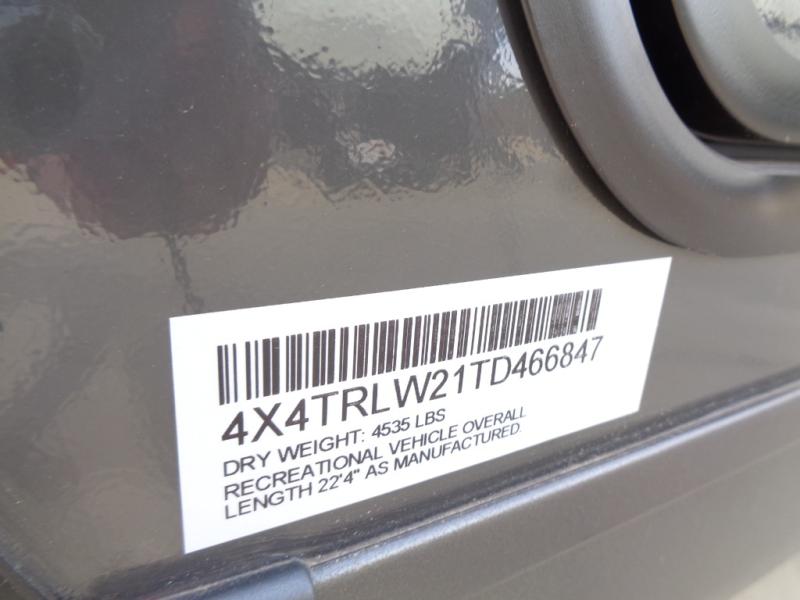 4X4TRLW21TD466847
DRY WEIGHT: 4535 LBS
RECREATIONAL VEHICLE OVERALL
LENGTH 22'4" AS MANUFACTURED.